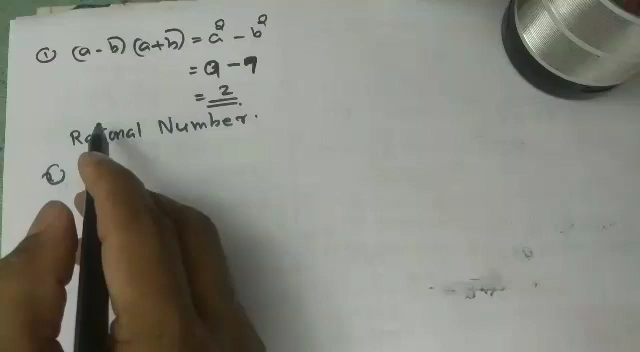 ① (a-b) (a+b) = a² - b²
= 9 - 7
= 2
Rational Number.